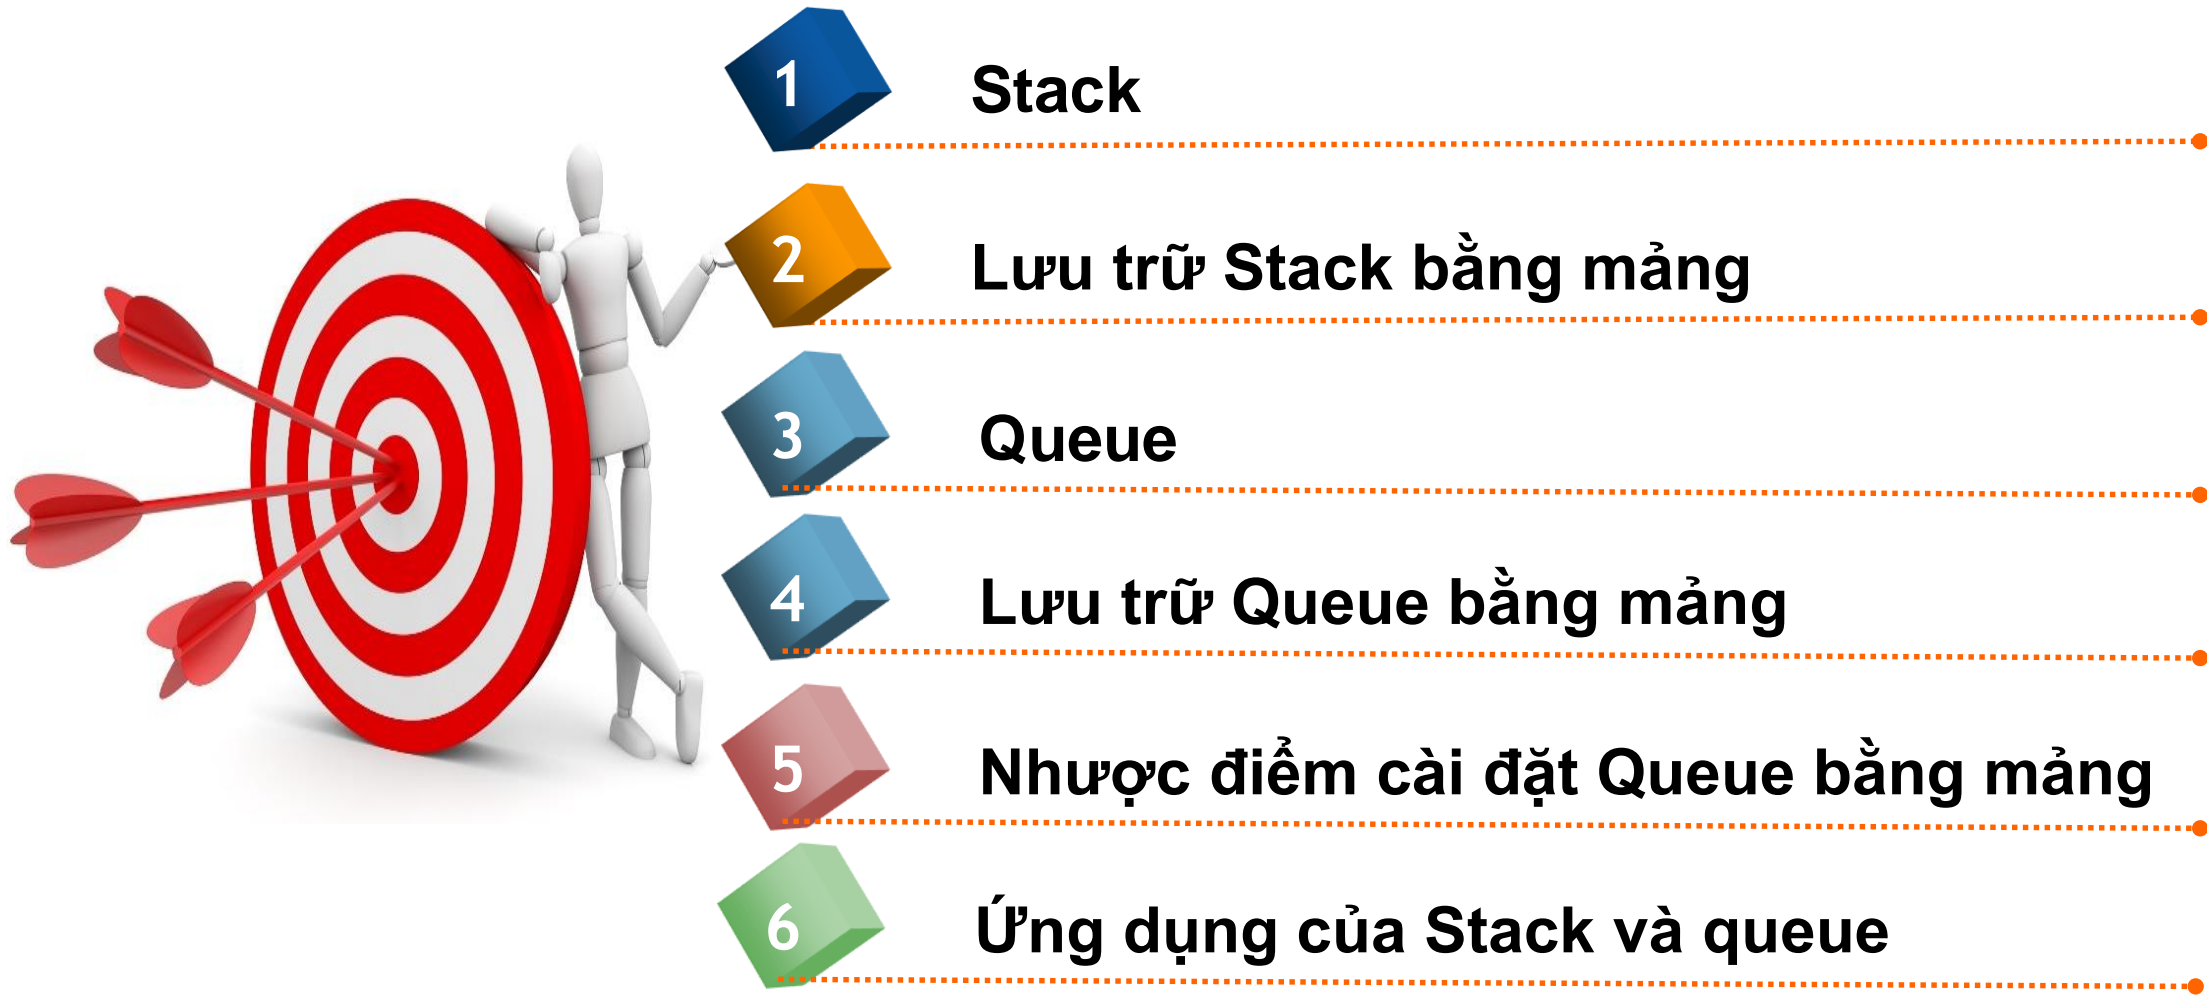 1 Stack
2 Lưu trữ Stack bằng mảng
3 Queue
4 Lưu trữ Queue bằng mảng
5 Nhược điểm cài đặt Queue bằng mảng
6 Ứng dụng của Stack và queue